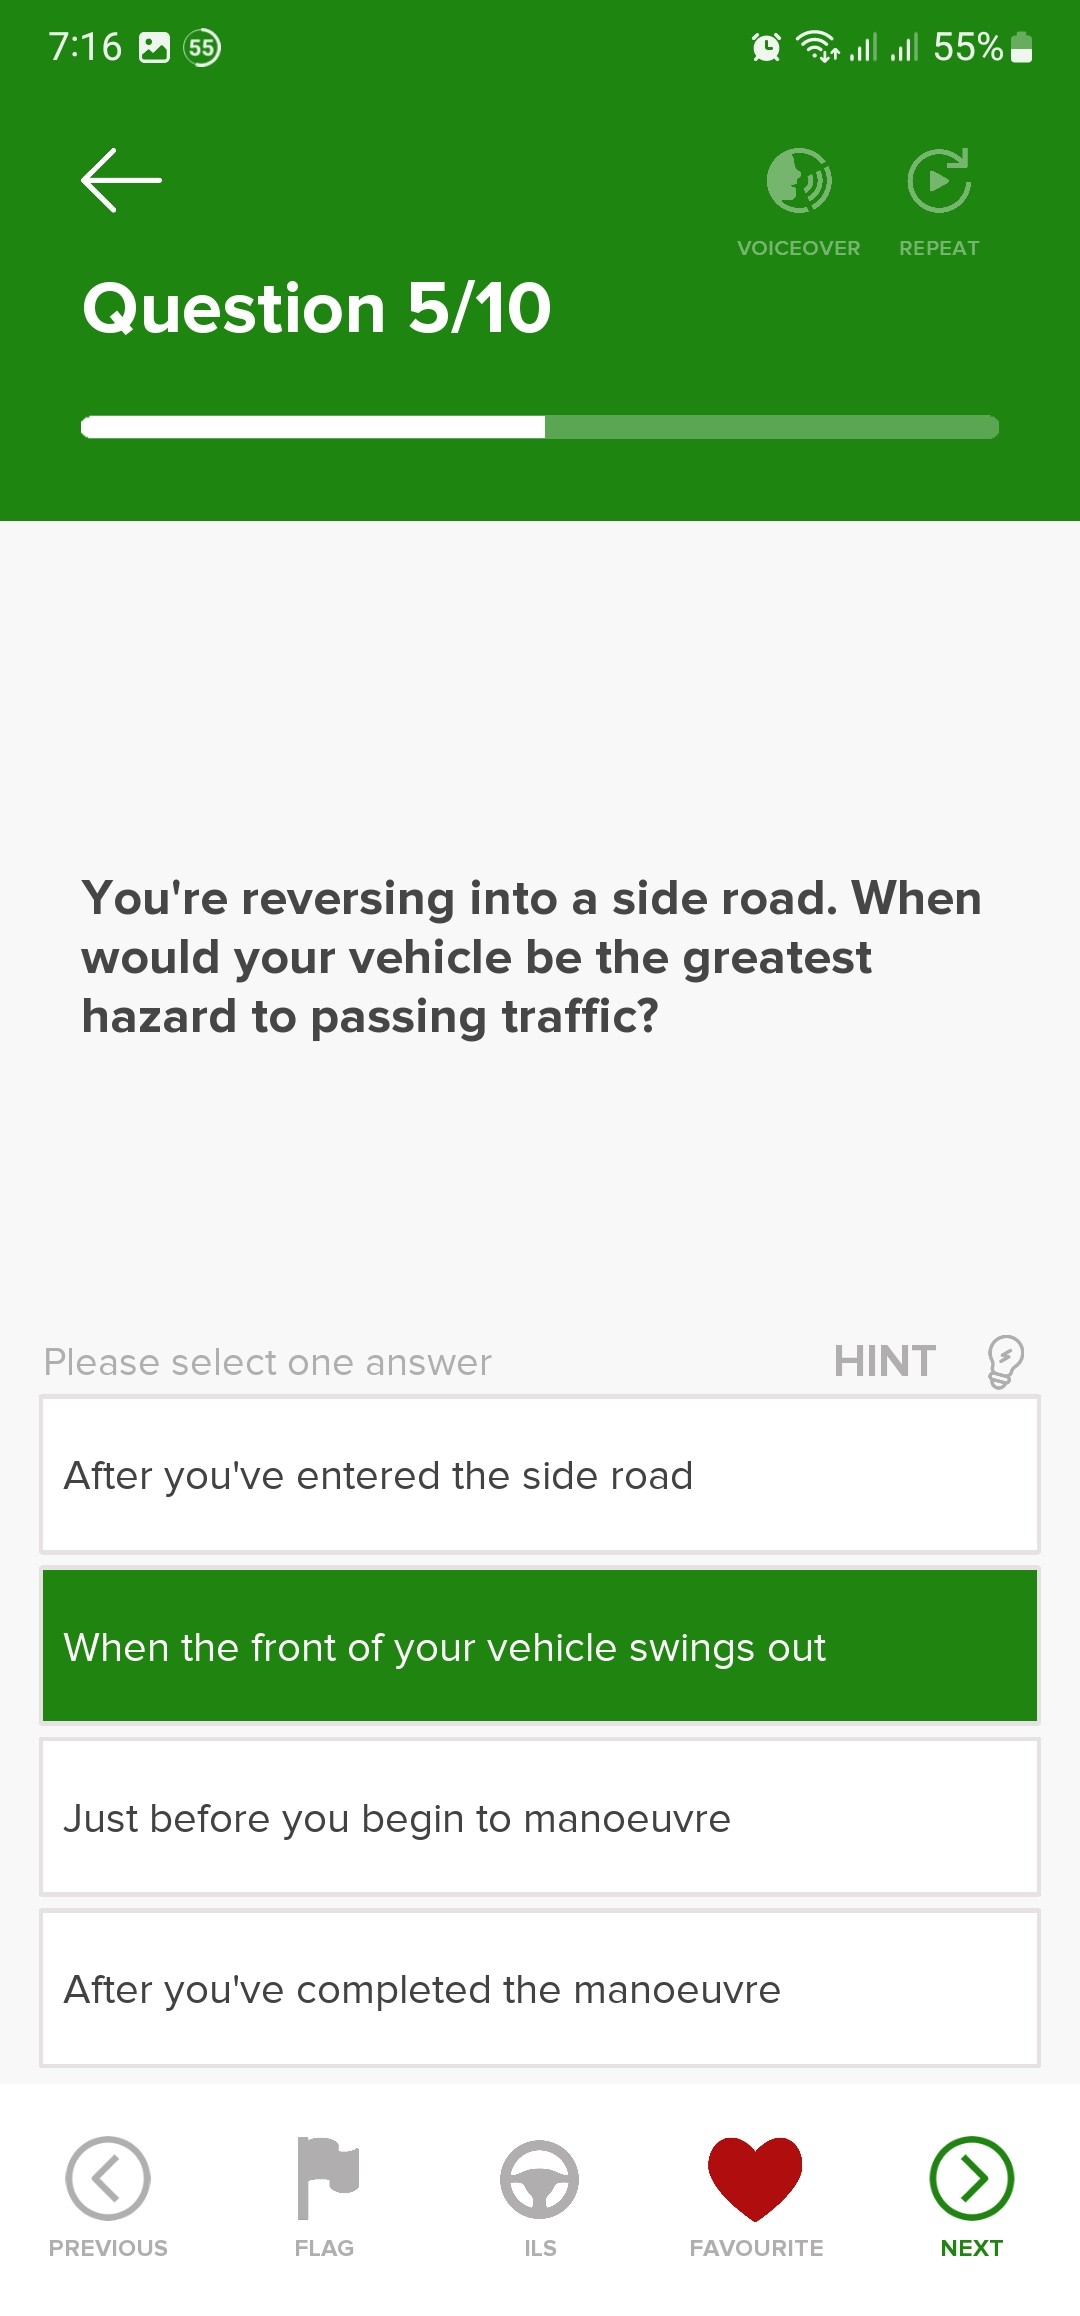 7:16 55 55%
VOICEOVER REPEAT
Question 5/10
You're reversing into a side road. When
would your vehicle be the greatest
hazard to passing traffic?
Please select one answer HINT
After you've entered the side road
When the front of your vehicle swings out
Just before you begin to manoeuvre
After you've completed the manoeuvre
PREVIOUS FLAG ILS FAVOURITE NEXT